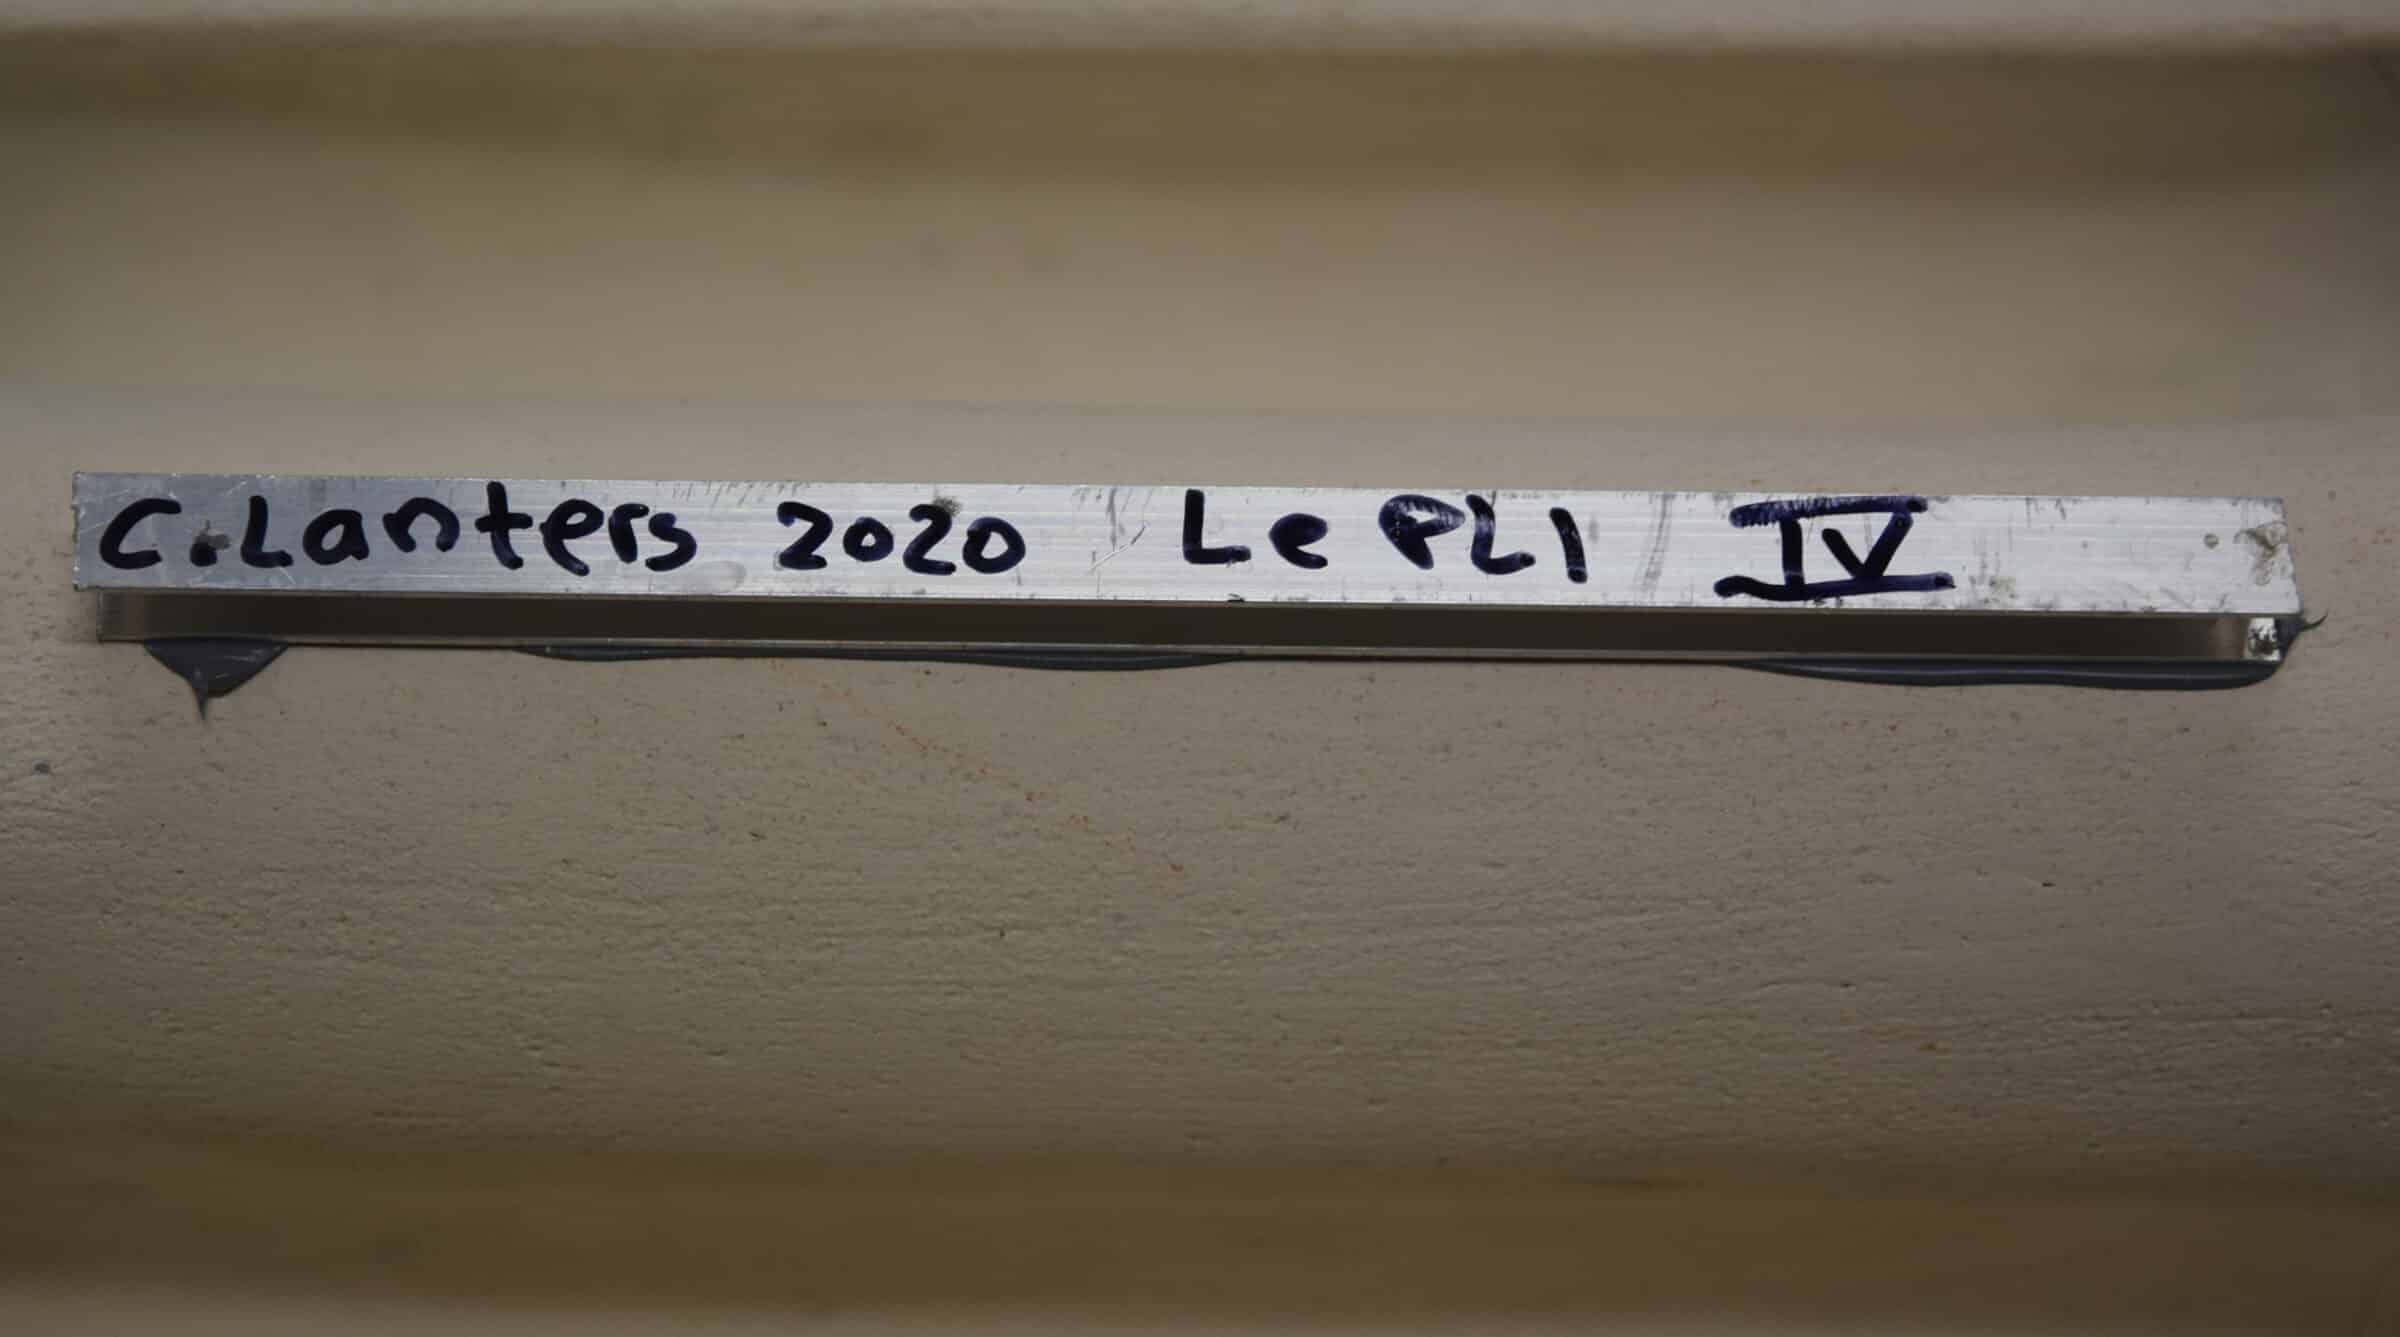 C.Lanters 2020 Le PLI IV